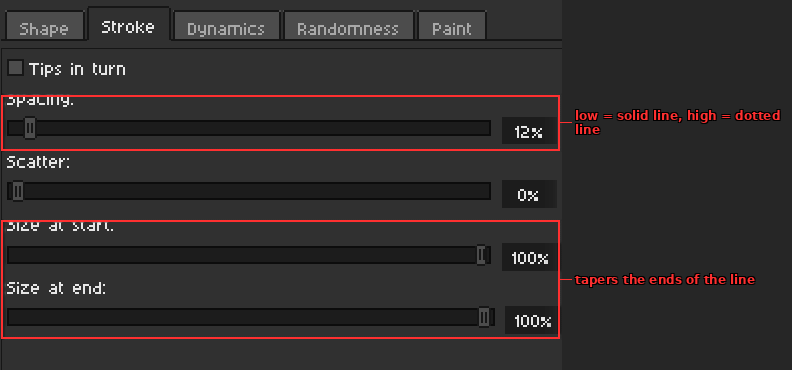 Shape Stroke Dynamics Randomness Paint
Tips in turn
Spacing:
12%
low = solid line, high = dotted
line
Scatter:
0%
Size at start:
100%
tapers the ends of the line
Size at end:
100%